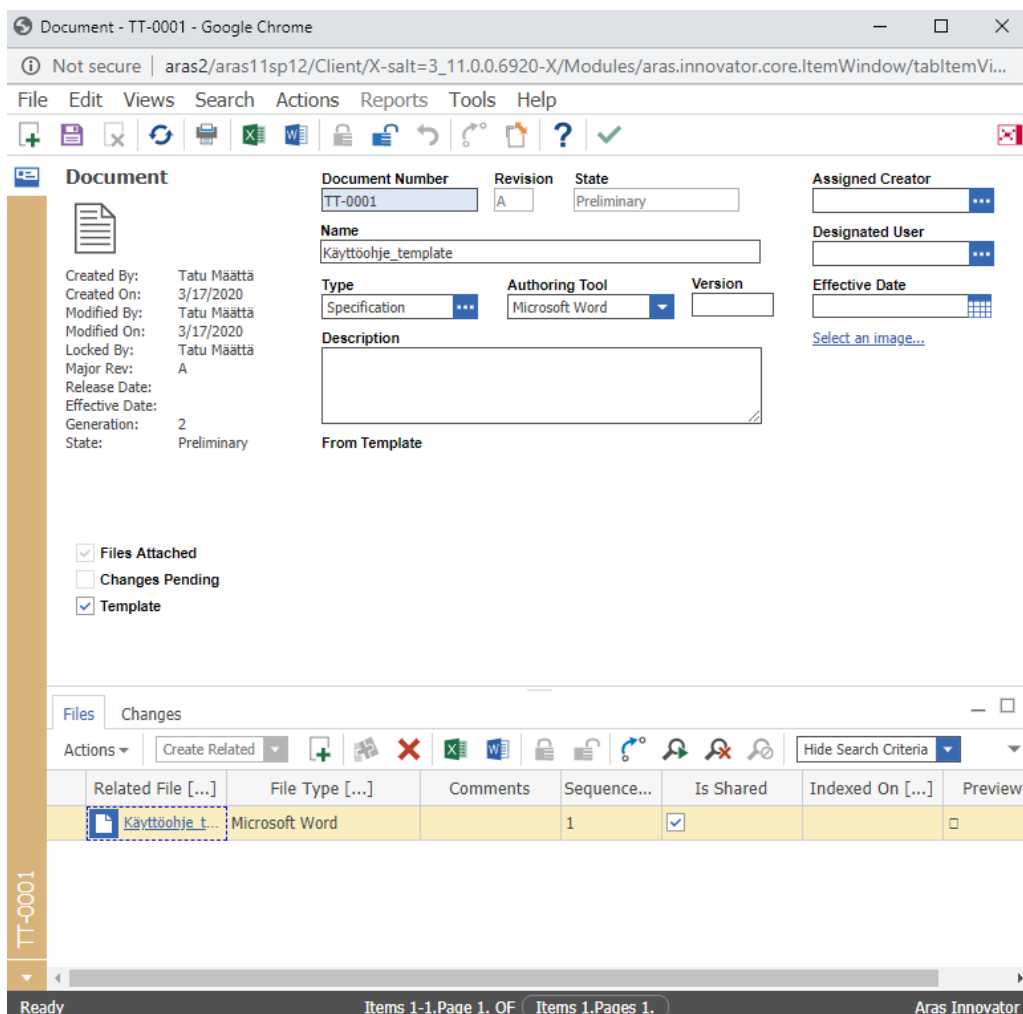 Document - TT-0001 - Google Chrome
Not secure | aras2/aras11sp12/Client/X-salt=3_11.0.0.6920-X/Modules/aras.innovator.core.ItemWindow/tabItemVi...
File Edit Views Search Actions Reports Tools Help
Document
Created By: Tatu Määttä
Created On: 3/17/2020
Modified By: Tatu Määttä
Modified On: 3/17/2020
Locked By: Tatu Määttä
Major Rev: A
Release Date:
Effective Date:
Generation: 2
State: Preliminary
Document Number Revision State
TT-0001 A Preliminary
Name
Käyttöohje_template
Type Authoring Tool Version
Specification Microsoft Word
Description
From Template
Assigned Creator
Designated User
Effective Date
Select an image...
Files Attached
Changes Pending
Template
Files Changes
Actions Create Related Hide Search Criteria
Related File [...] File Type [...] Comments Sequence... Is Shared Indexed On [...] Preview
Käyttöohje_t... Microsoft Word 1
TT-0001
Ready Items 1-1.Page 1. OF Items 1.Pages 1. Aras Innovator